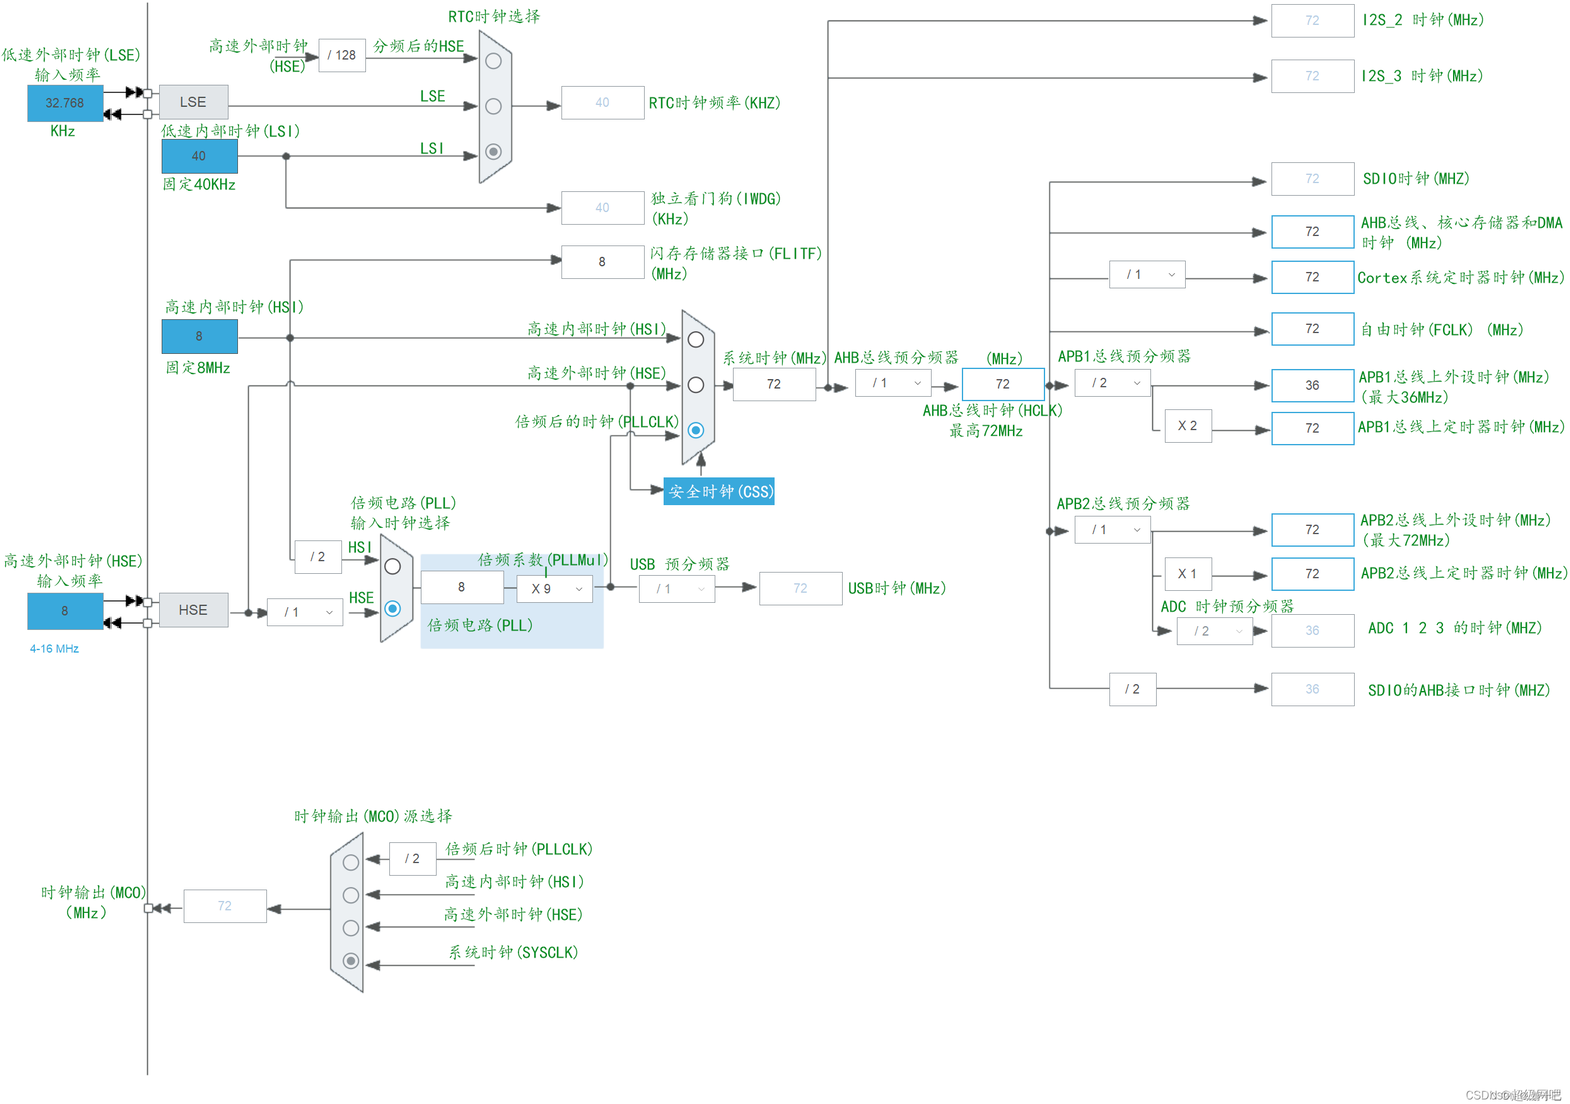 RTC时钟选择
高速外部时钟
(HSE)
/ 128
分频后的HSE
低速外部时钟(LSE)
输入频率
32.768
KHz
LSE
LSE
40
RTC时钟频率(KHZ)
低速内部时钟(LSI)
40
固定40KHz
LSI
40
独立看门狗(IWDG)
(KHz)
8
闪存存储器接口(FLITF)
(MHz)
高速内部时钟(HSI)
8
固定8MHz
高速内部时钟(HSI)
高速外部时钟(HSE)
倍频后的时钟(PLLCLK)
安全时钟(CSS)
系统时钟(MHz)
72
AHB总线预分频器
/ 1
(MHz)
72
AHB总线时钟(HCLK)
最高72MHz
72
I2S_2 时钟(MHz)
72
I2S_3 时钟(MHz)
72
SDIO时钟(MHZ)
72
AHB总线、核心存储器和DMA
时钟 (MHz)
/ 1
72
Cortex系统定时器时钟(MHz)
72
自由时钟(FCLK) (MHz)
APB1总线预分频器
/ 2
36
APB1总线上外设时钟(MHz)
(最大36MHz)
X 2
72
APB1总线上定时器时钟(MHz)
APB2总线预分频器
/ 1
72
APB2总线上外设时钟(MHz)
(最大72MHz)
X 1
72
APB2总线上定时器时钟(MHz)
ADC 时钟预分频器
/ 2
36
ADC 1 2 3 的时钟(MHZ)
/ 2
36
SDIO的AHB接口时钟(MHZ)
倍频电路(PLL)
输入时钟选择
/ 2
HSI
高速外部时钟(HSE)
输入频率
8
4-16 MHz
HSE
/ 1
HSE
倍频系数(PLLMul)
8
X 9
倍频电路(PLL)
USB 预分频器
/ 1
72
USB时钟(MHz)
时钟输出(MCO)源选择
/ 2
倍频后时钟(PLLCLK)
高速内部时钟(HSI)
高速外部时钟(HSE)
系统时钟(SYSCLK)
时钟输出(MCO)
(MHz)
72